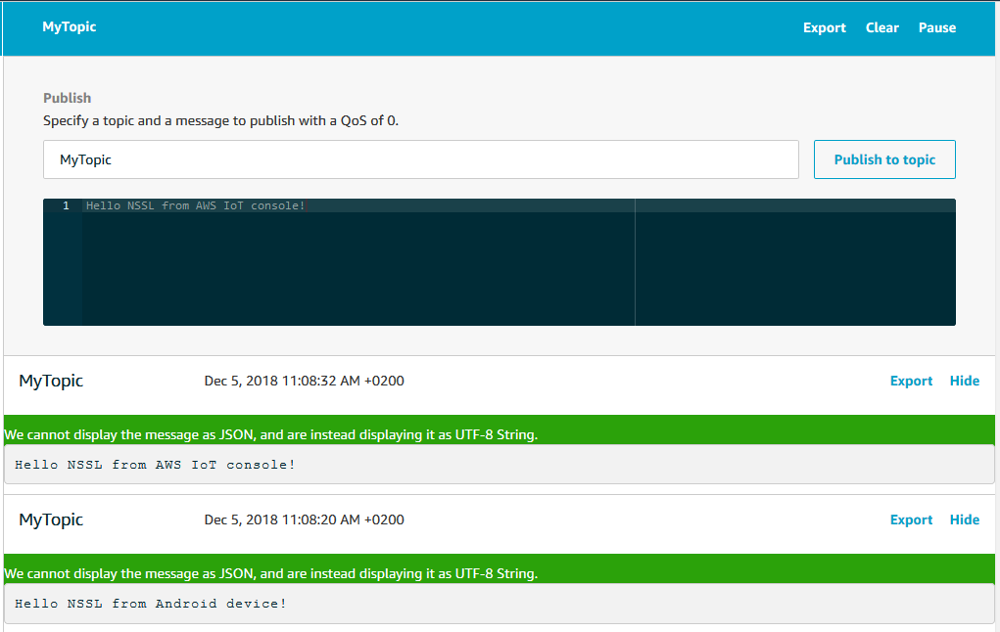 MyTopic
Export Clear Pause
Publish
Specify a topic and a message to publish with a QoS of 0.
MyTopic
Publish to topic
1 Hello NSSL from AWS IoT console!
MyTopic Dec 5, 2018 11:08:32 AM +0200 Export Hide
We cannot display the message as JSON, and are instead displaying it as UTF-8 String.
Hello NSSL from AWS IoT console!
MyTopic Dec 5, 2018 11:08:20 AM +0200 Export Hide
We cannot display the message as JSON, and are instead displaying it as UTF-8 String.
Hello NSSL from Android device!